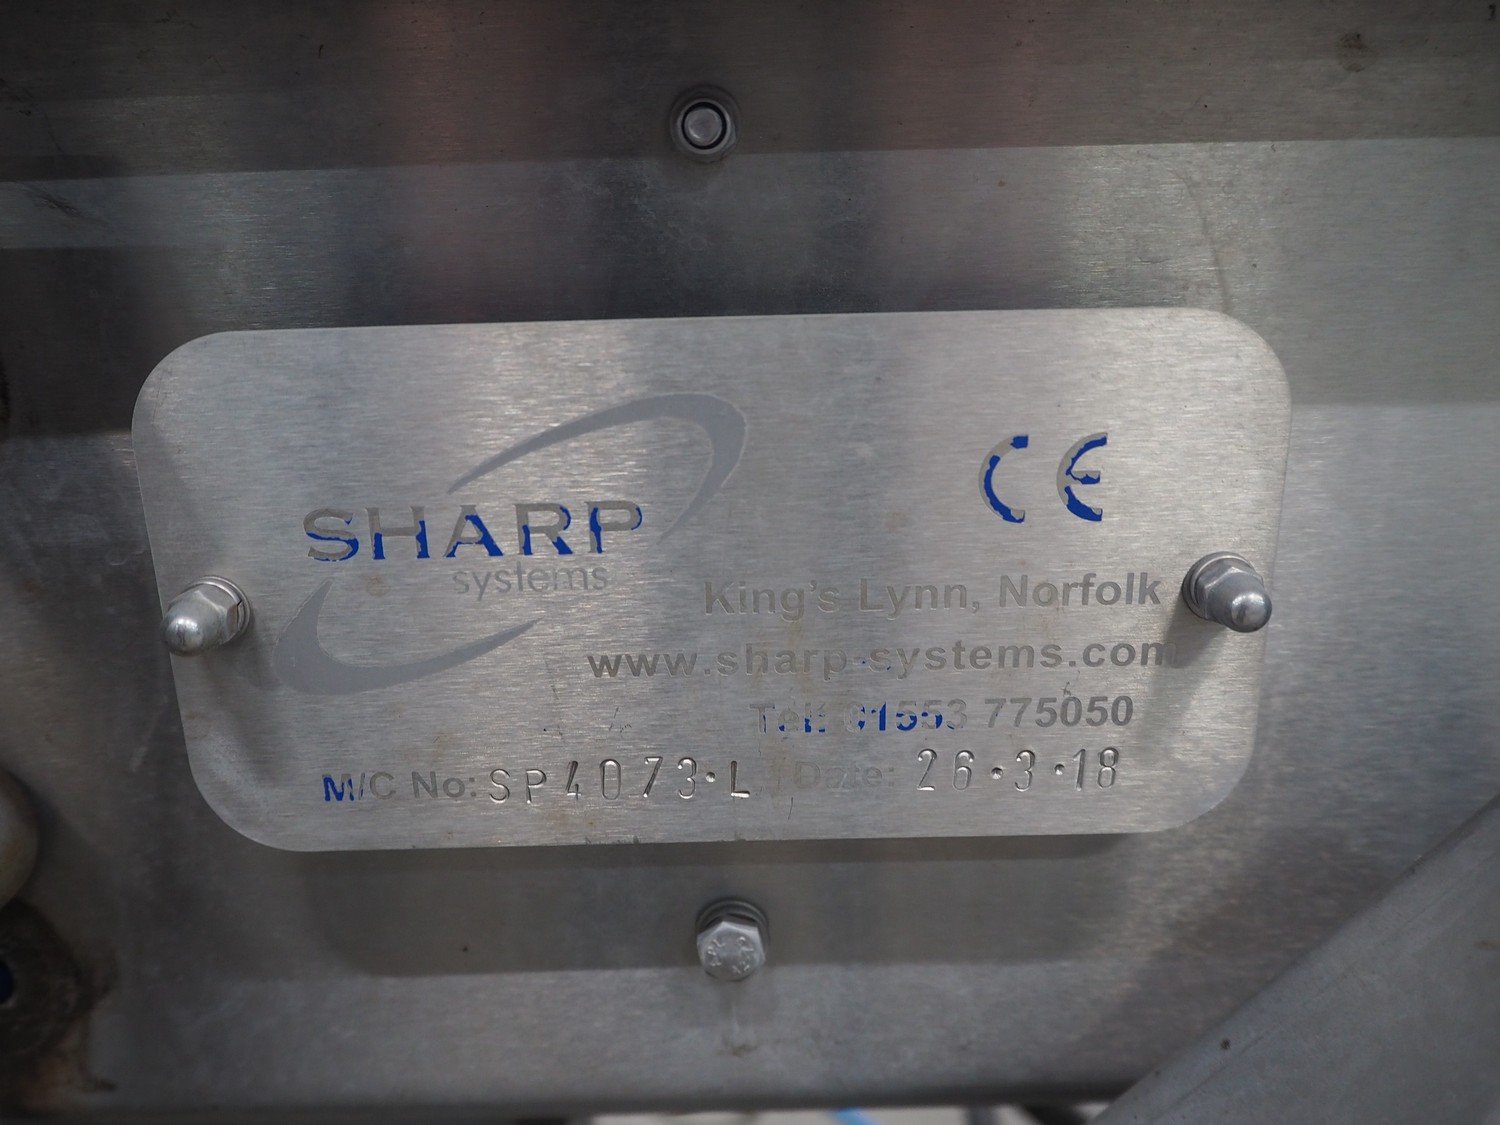 CE
SHARP
systems
King's Lynn, Norfolk
www.sharp-systems.com
Tel: 01553 775050
M/C No: SP4073·L Date: 26·3·18